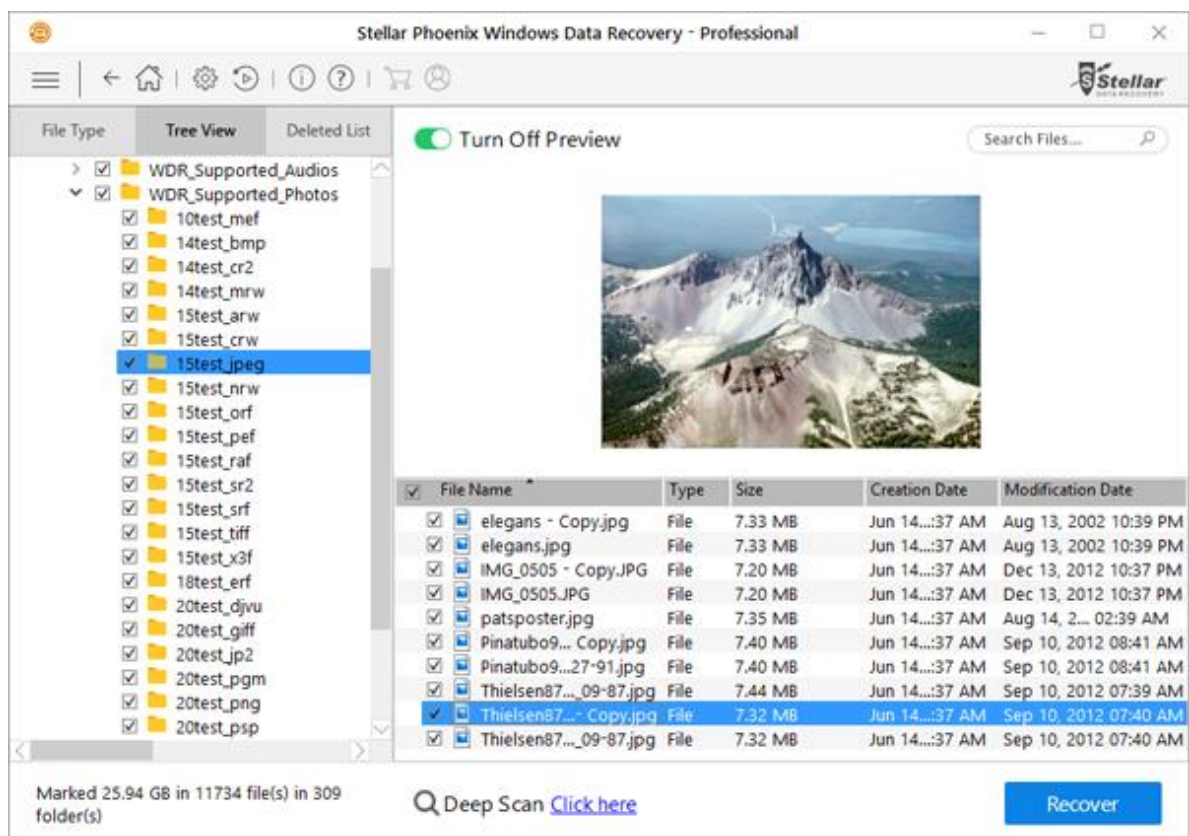 Stellar Phoenix Windows Data Recovery - Professional
Stellar
DATA RECOVERY
File Type Tree View Deleted List
Turn Off Preview
Search Files...
WDR_Supported_Audios
WDR_Supported_Photos
10test_mef
14test_bmp
14test_cr2
14test_mrw
15test_arw
15test_crw
15test_jpeg
15test_nrw
15test_orf
15test_pef
15test_raf
15test_sr2
15test_srf
15test_tiff
15test_x3f
18test_erf
20test_djvu
20test_giff
20test_jp2
20test_pgm
20test_png
20test_psp
File Name Type Size Creation Date Modification Date
elegans - Copy.jpg File 7.33 MB Jun 14...:37 AM Aug 13, 2002 10:39 PM
elegans.jpg File 7.33 MB Jun 14...:37 AM Aug 13, 2002 10:39 PM
IMG_0505 - Copy.JPG File 7.20 MB Jun 14...:37 AM Dec 13, 2012 10:37 PM
IMG_0505.JPG File 7.20 MB Jun 14...:37 AM Dec 13, 2012 10:37 PM
patsposter.jpg File 7.35 MB Jun 14...:37 AM Aug 14, 2... 02:39 AM
Pinatubo9... Copy.jpg File 7.40 MB Jun 14...:37 AM Sep 10, 2012 08:41 AM
Pinatubo9...27-91.jpg File 7.40 MB Jun 14...:37 AM Sep 10, 2012 08:41 AM
Thielsen87..._09-87.jpg File 7.44 MB Jun 14...:37 AM Sep 10, 2012 07:39 AM
Thielsen87...- Copy.jpg File 7.32 MB Jun 14...:37 AM Sep 10, 2012 07:40 AM
Thielsen87..._09-87.jpg File 7.32 MB Jun 14...:37 AM Sep 10, 2012 07:40 AM
Marked 25.94 GB in 11734 file(s) in 309
folder(s)
Deep Scan Click here
Recover